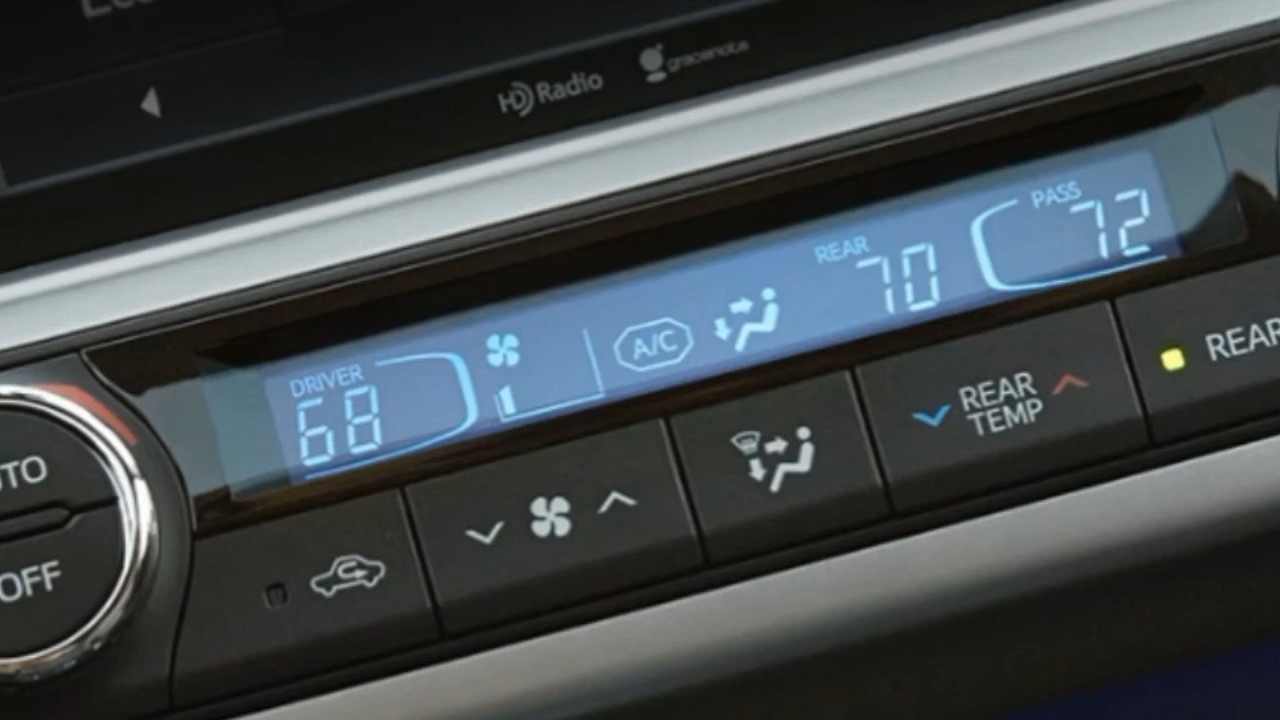 HD Radio
gracenote
DRIVER
68
A/C
REAR
70
PASS
72
AUTO
OFF
REAR
TEMP
REAR